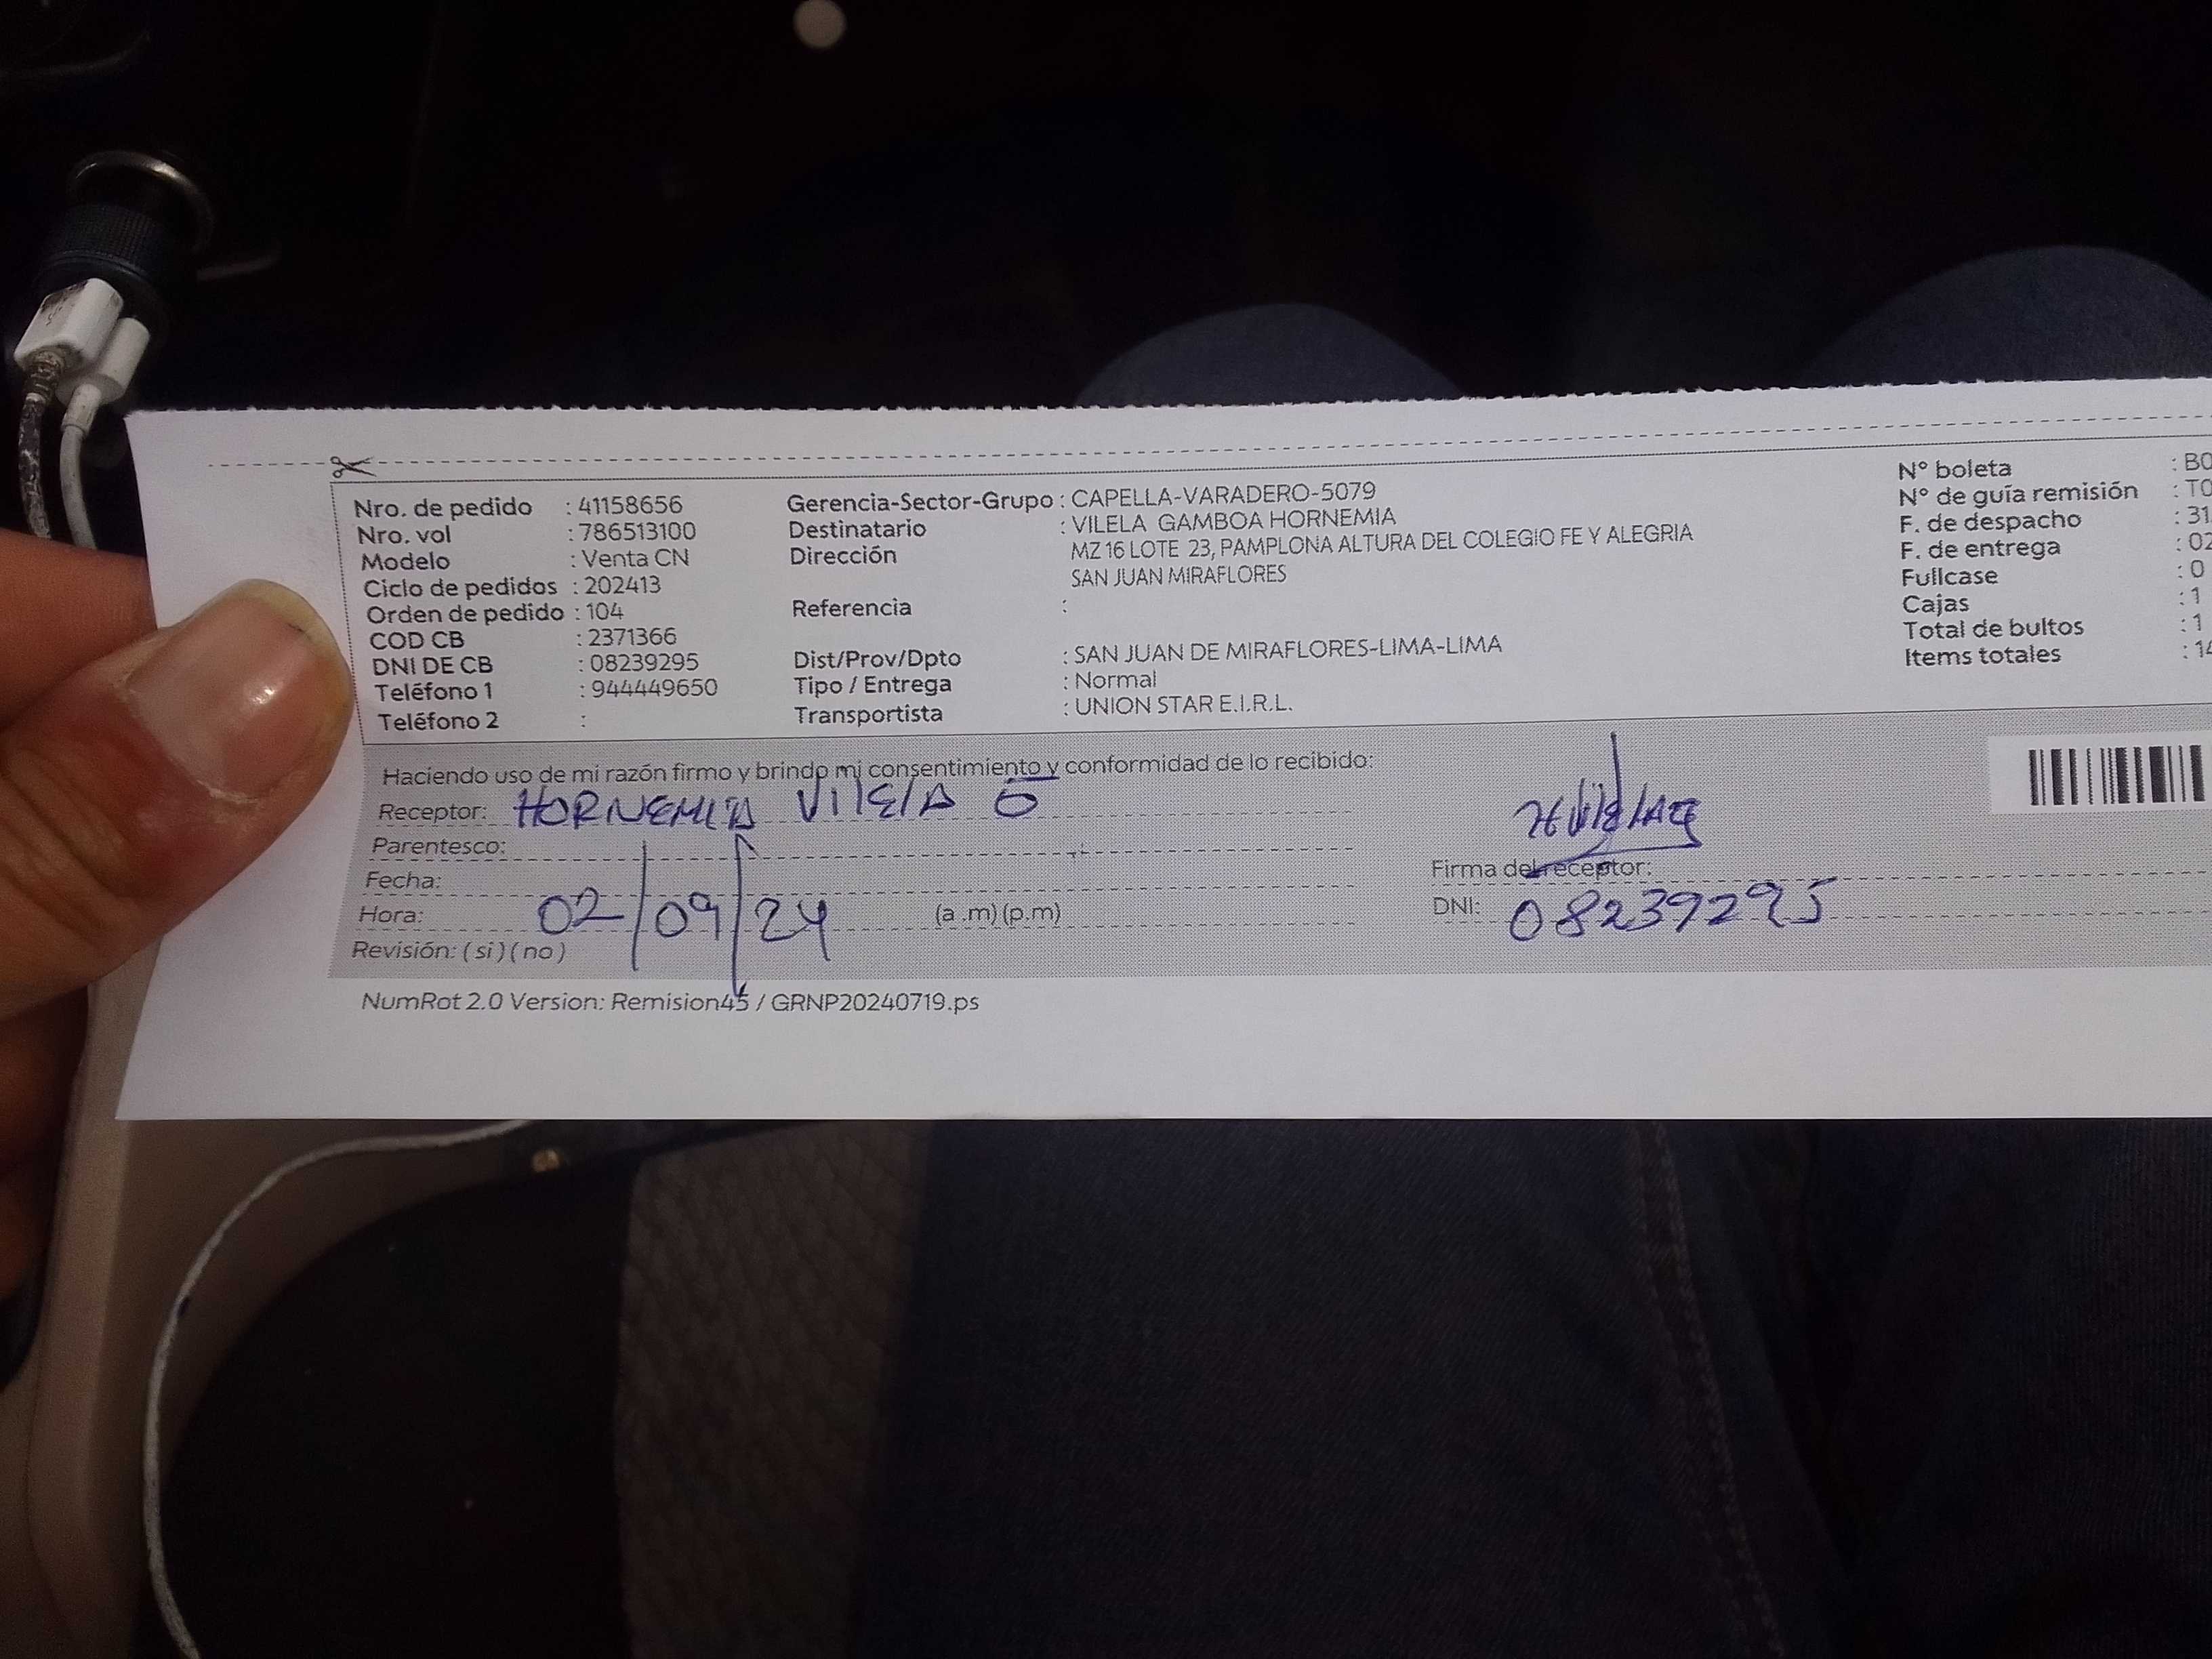 Nro. de pedido : 41158656
Nro. vol : 786513100
Modelo : Venta CN
Ciclo de pedidos : 202413
Orden de pedido : 104
COD CB : 2371366
DNI DE CB : 08239295
Teléfono 1 : 944449650
Teléfono 2 :
Gerencia-Sector-Grupo : CAPELLA-VARADERO-5079
Destinatario : VILELA GAMBOA HORNEMIA
Dirección MZ 16 LOTE 23, PAMPLONA ALTURA DEL COLEGIO FE Y ALEGRIA
SAN JUAN MIRAFLORES
Referencia :
Dist/Prov/Dpto : SAN JUAN DE MIRAFLORES-LIMA-LIMA
Tipo / Entrega : Normal
Transportista : UNION STAR E.I.R.L.
N° boleta : B0
N° de guía remisión : T0
F. de despacho : 31
F. de entrega : 02
Fullcase : 0
Cajas : 1
Total de bultos : 1
Items totales : 14
Haciendo uso de mi razón firmo y brindo mi consentimiento y conformidad de lo recibido:
Receptor: HORNEMIA VilElA G
Parentesco:
Fecha:
Hora: 02/09/24 (a .m) (p.m)
Revisión: ( si ) ( no )
Firma del receptor:
DNI: 08239295
NumRot 2.0 Version: Remision45 / GRNP20240719.ps